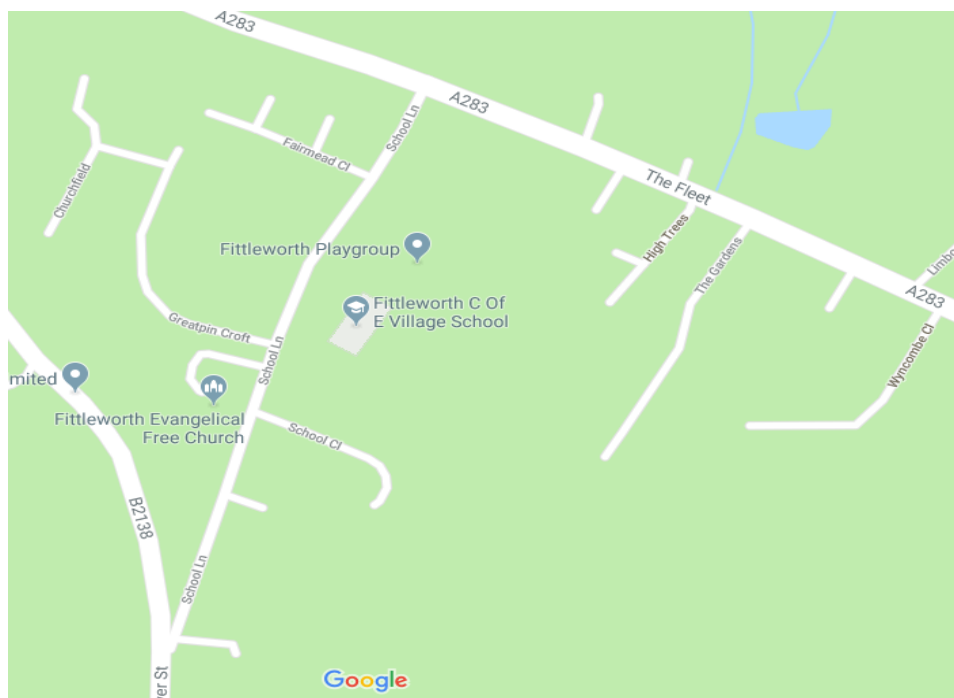 A283
A283
School Ln
Fairmead Cl
Churchfield
The Fleet
Fittleworth Playgroup
High Trees
The Gardens
A283
Fittleworth C Of
E Village School
Greatpin Croft
School Ln
Wyncombe Cl
Fittleworth Evangelical
Free Church
School Cl
B2138
School Ln
Google